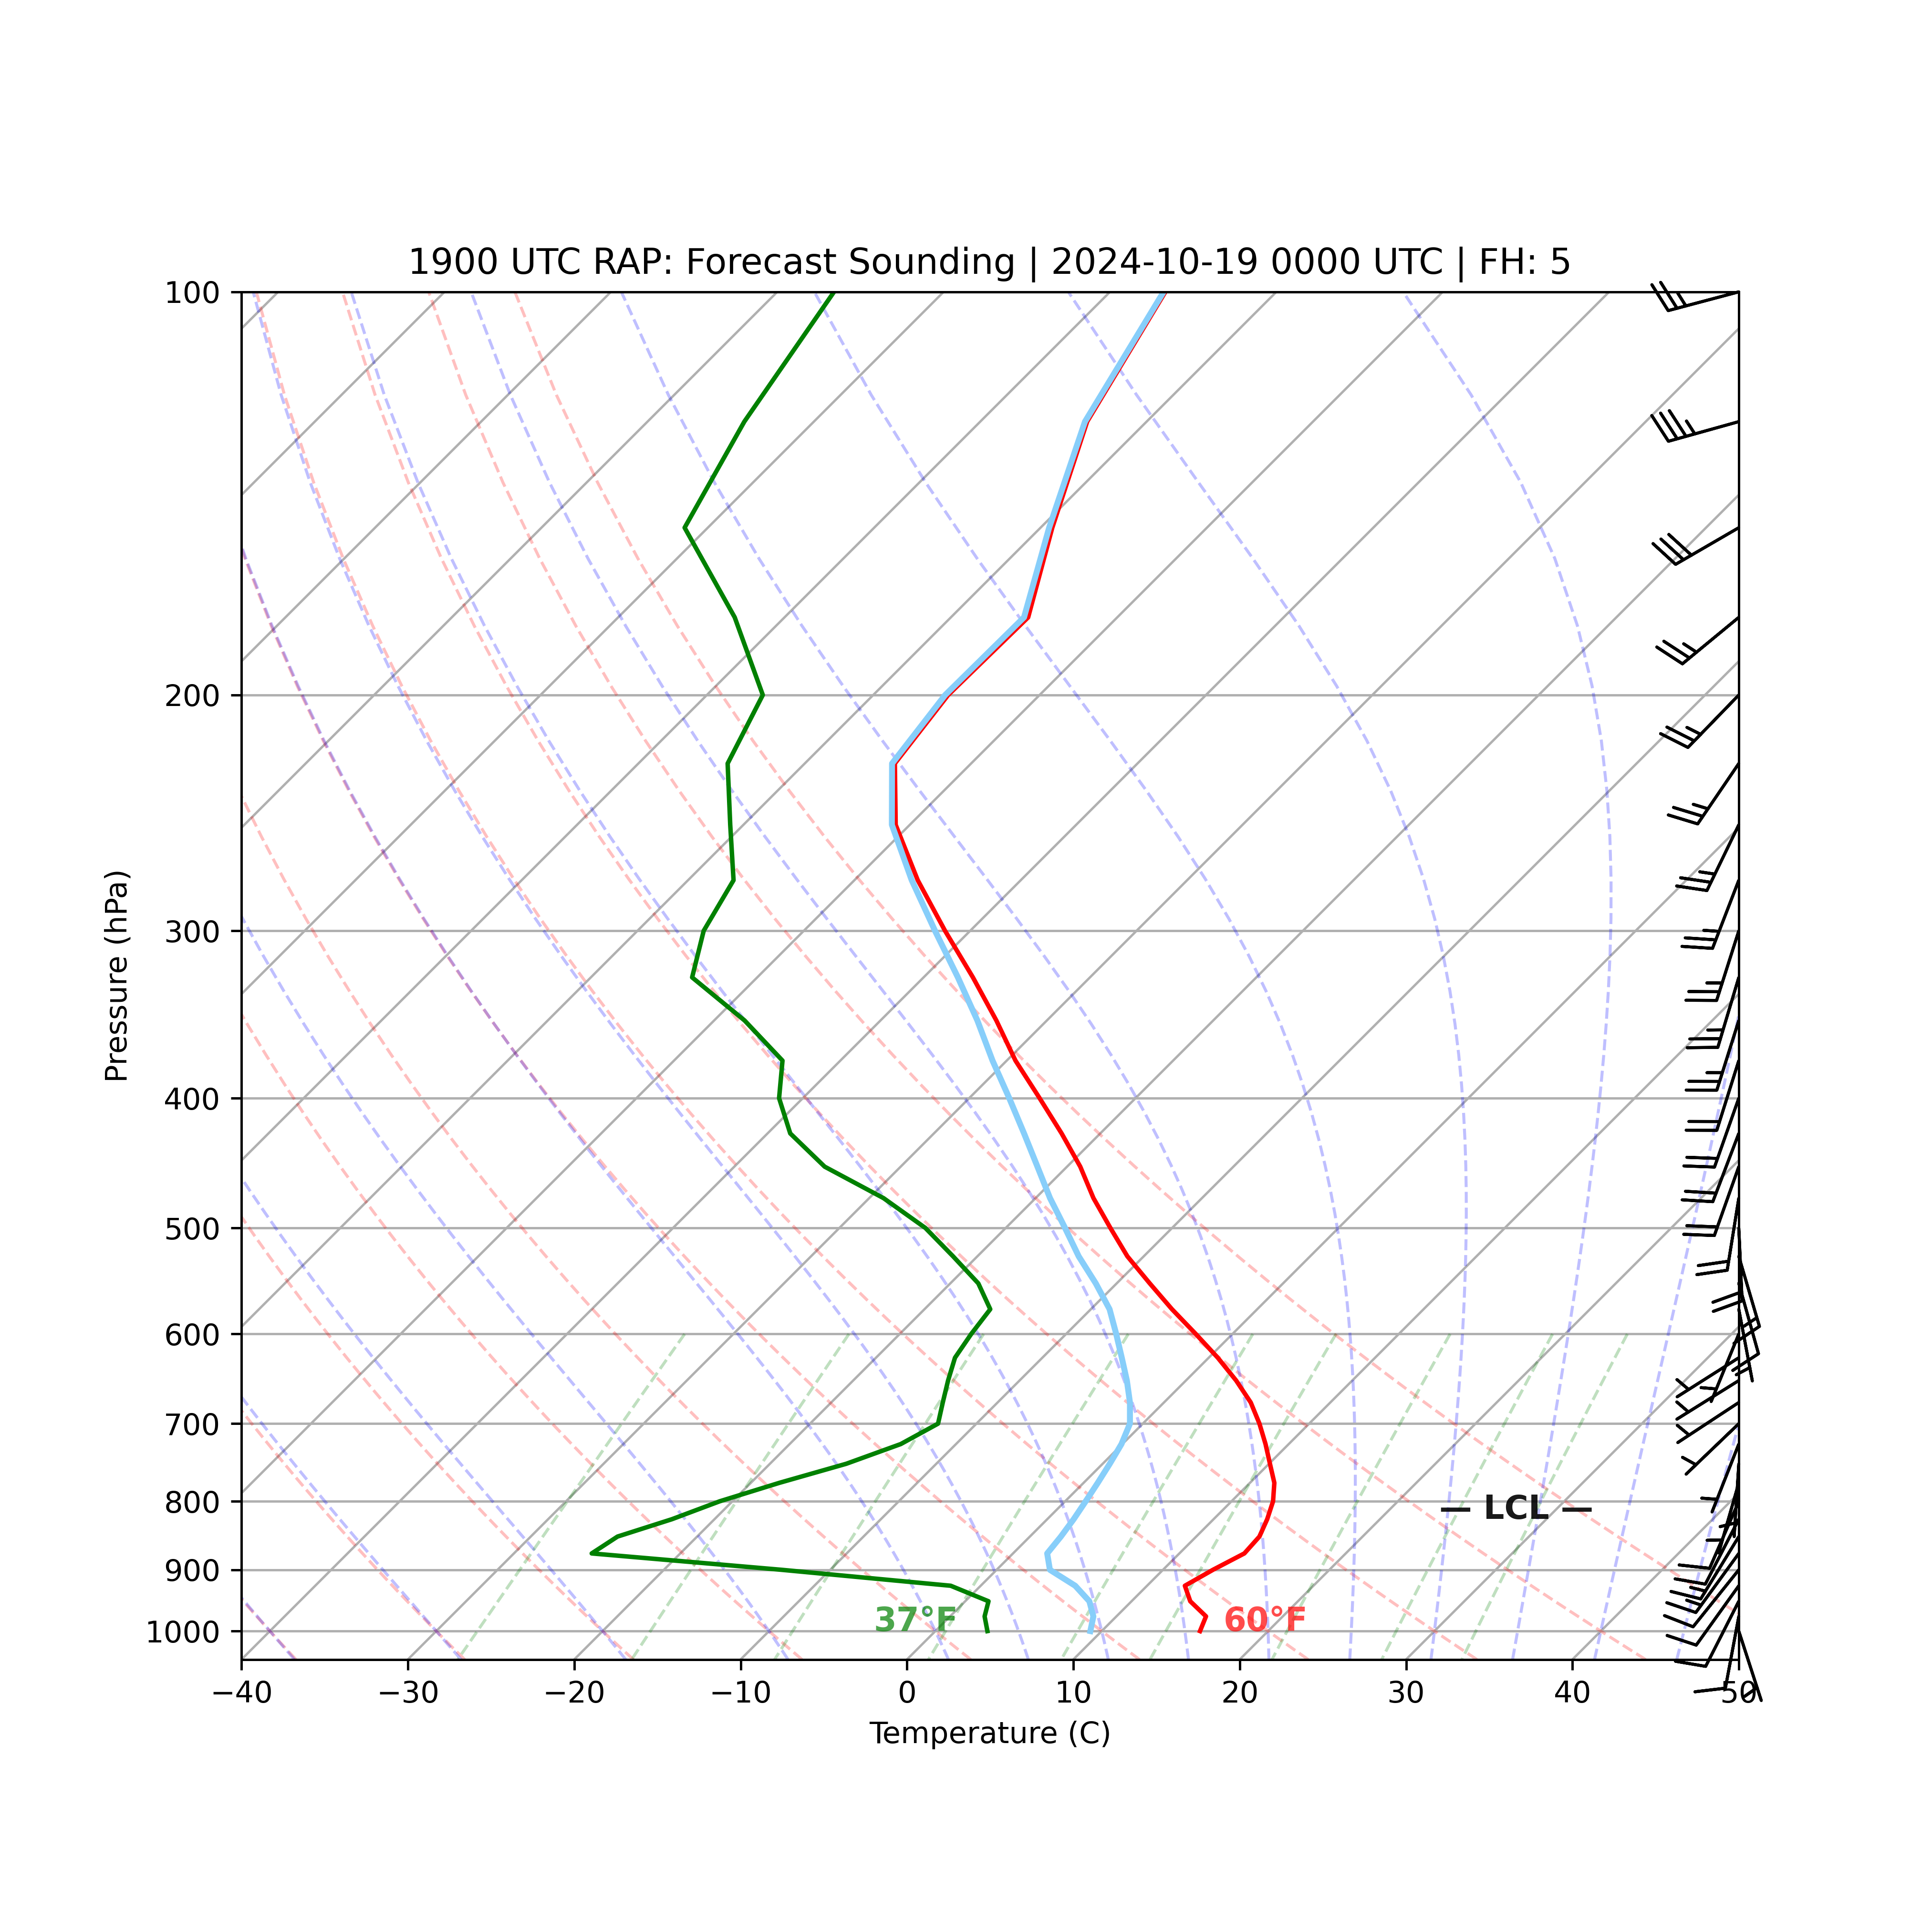 1900 UTC RAP: Forecast Sounding | 2024-10-19 0000 UTC | FH: 5
100
200
300
400
500
600
700
800
900
1000
Pressure (hPa)
— LCL —
37°F
60°F
−40 −30 −20 −10 0 10 20 30 40 50
Temperature (C)